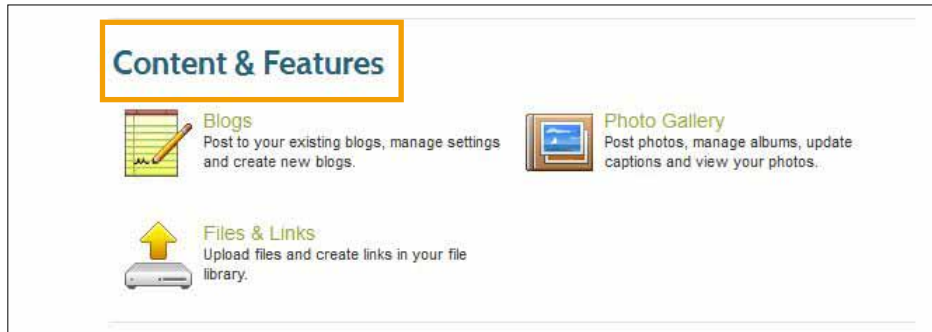 Content & Features
Blogs
Post to your existing blogs, manage settings
and create new blogs.
Photo Gallery
Post photos, manage albums, update
captions and view your photos.
Files & Links
Upload files and create links in your file
library.